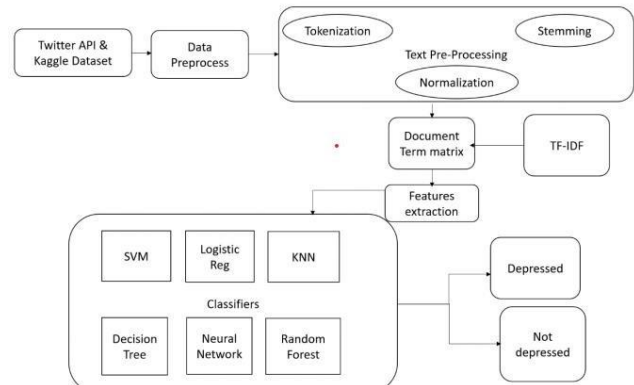 Twitter API &
Kaggle Dataset
Data
Preprocess
Tokenization
Stemming
Text Pre-Processing
Normalization
Document
Term matrix
TF-IDF
Features
extraction
SVM
Logistic
Reg
KNN
Classifiers
Decision
Tree
Neural
Network
Random
Forest
Depressed
Not
depressed